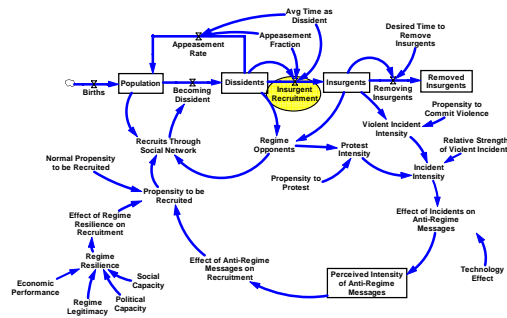 Avg Time as
Dissident
Appeasement
Rate
Appeasement
Fraction
Desired Time to
Remove
Insurgents
Births
Population
Becoming
Dissident
Dissidents
Insurgent
Recruitment
Insurgents
Removing
Insurgents
Removed
Insurgents
Propensity to
Commit Violence
Violent Incident
Intensity
Recruits Through
Social Network
Regime
Opponents
Protest
Intensity
Relative Strength
of Violent Incident
Normal Propensity
to be Recruited
Incident
Intensity
Propensity to be
Recruited
Propensity to
Protest
Effect of Regime
Resilience on
Recruitment
Effect of Incidents on
Anti-Regime
Messages
Regime
Resilience
Effect of Anti-Regime
Messages on
Recruitment
Perceived Intensity
of Anti-Regime
Messages
Technology
Effect
Economic
Performance
Social
Capacity
Regime
Legitimacy
Political
Capacity